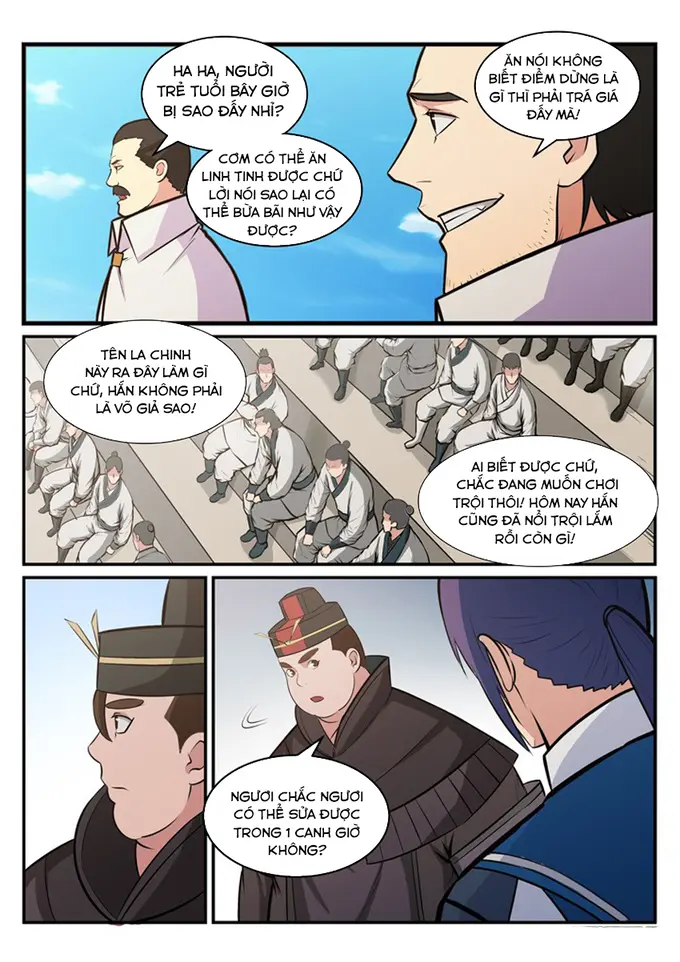 HA HA, NGƯỜI
TRẺ TUỔI BÂY GIỜ
BỊ SAO ĐẤY NHỈ?
CƠM CÓ THỂ ĂN
LINH TINH ĐƯỢC CHỨ
LỜI NÓI SAO LẠI CÓ
THỂ BỪA BÃI NHƯ VẬY
ĐƯỢC?
ĂN NÓI KHÔNG
BIẾT ĐIỂM DỪNG LÀ
GÌ THÌ PHẢI TRÁ GIÁ
ĐẤY MÀ!
TÊN LA CHINH
NÀY RA ĐÂY LÀM GÌ
CHỨ, HẮN KHÔNG PHẢI
LÀ VÕ GIẢ SAO!
AI BIẾT ĐƯỢC CHỨ,
CHẮC ĐANG MUỐN CHƠI
TRỘI THÔI! HÔM NAY HẮN
CŨNG ĐÃ NỔI TRỘI LẮM
RỒI CÒN GÌ!
NGƯƠI CHẮC NGƯƠI
CÓ THỂ SỬA ĐƯỢC
TRONG 1 CANH GIỜ
KHÔNG?